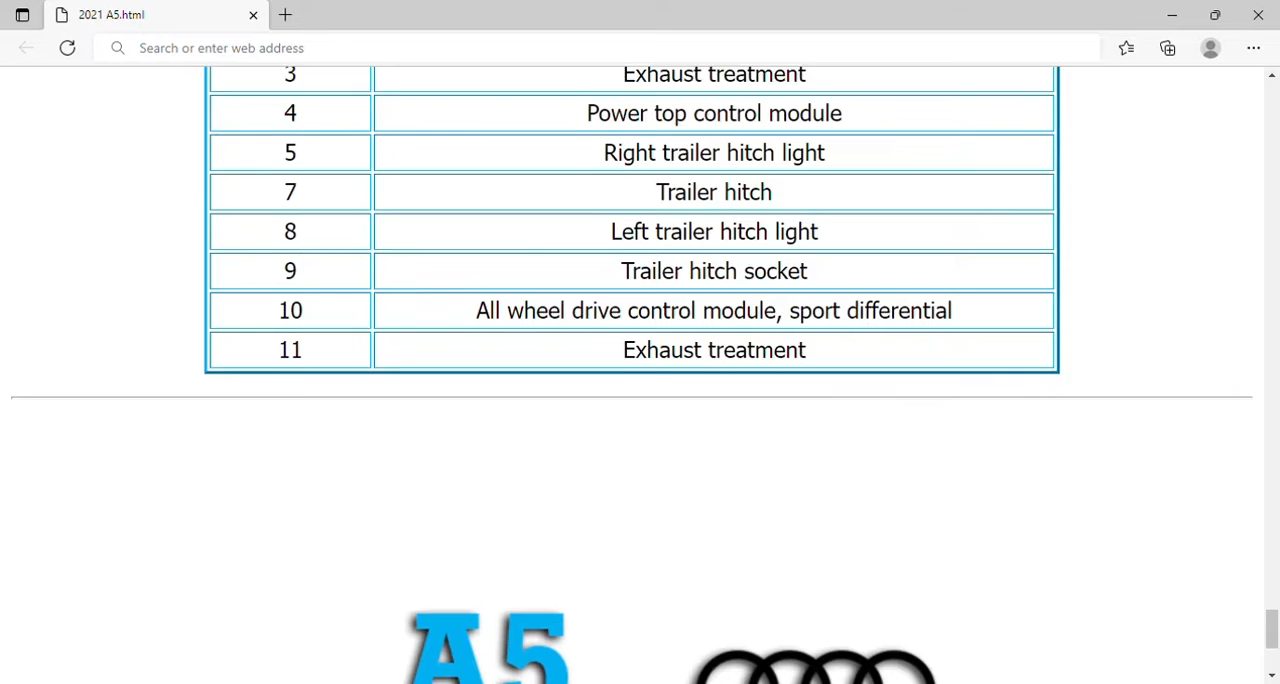 2021 A5.html
Search or enter web address
3 Exhaust treatment
4 Power top control module
5 Right trailer hitch light
7 Trailer hitch
8 Left trailer hitch light
9 Trailer hitch socket
10 All wheel drive control module, sport differential
11 Exhaust treatment
A5